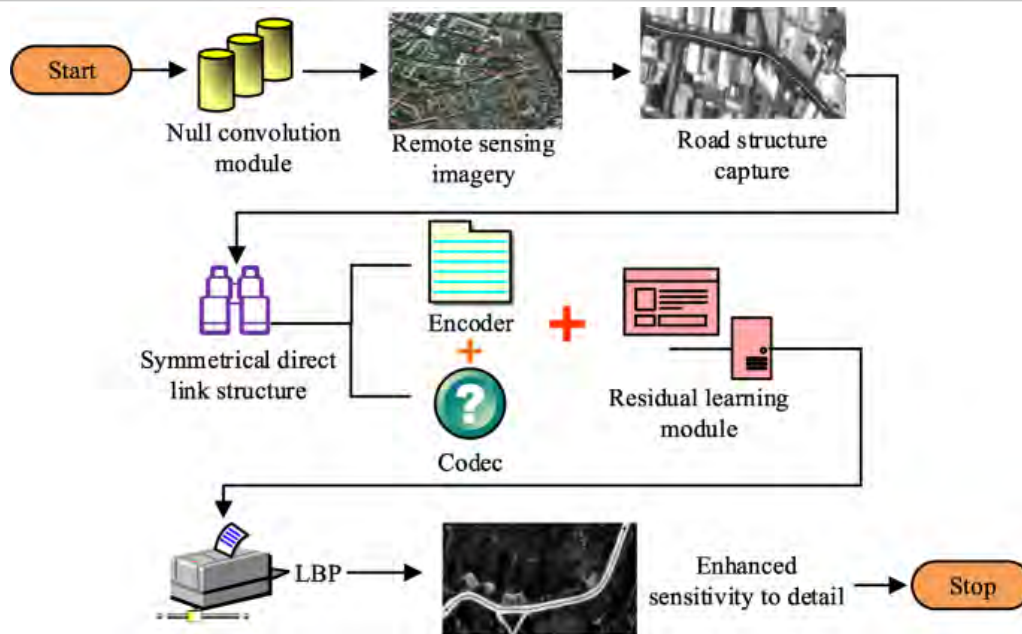 Start
Null convolution
module
Remote sensing
imagery
Road structure
capture
Symmetrical direct
link structure
Encoder
+
?
Codec
+
Residual learning
module
LBP
Enhanced
sensitivity to detail
Stop